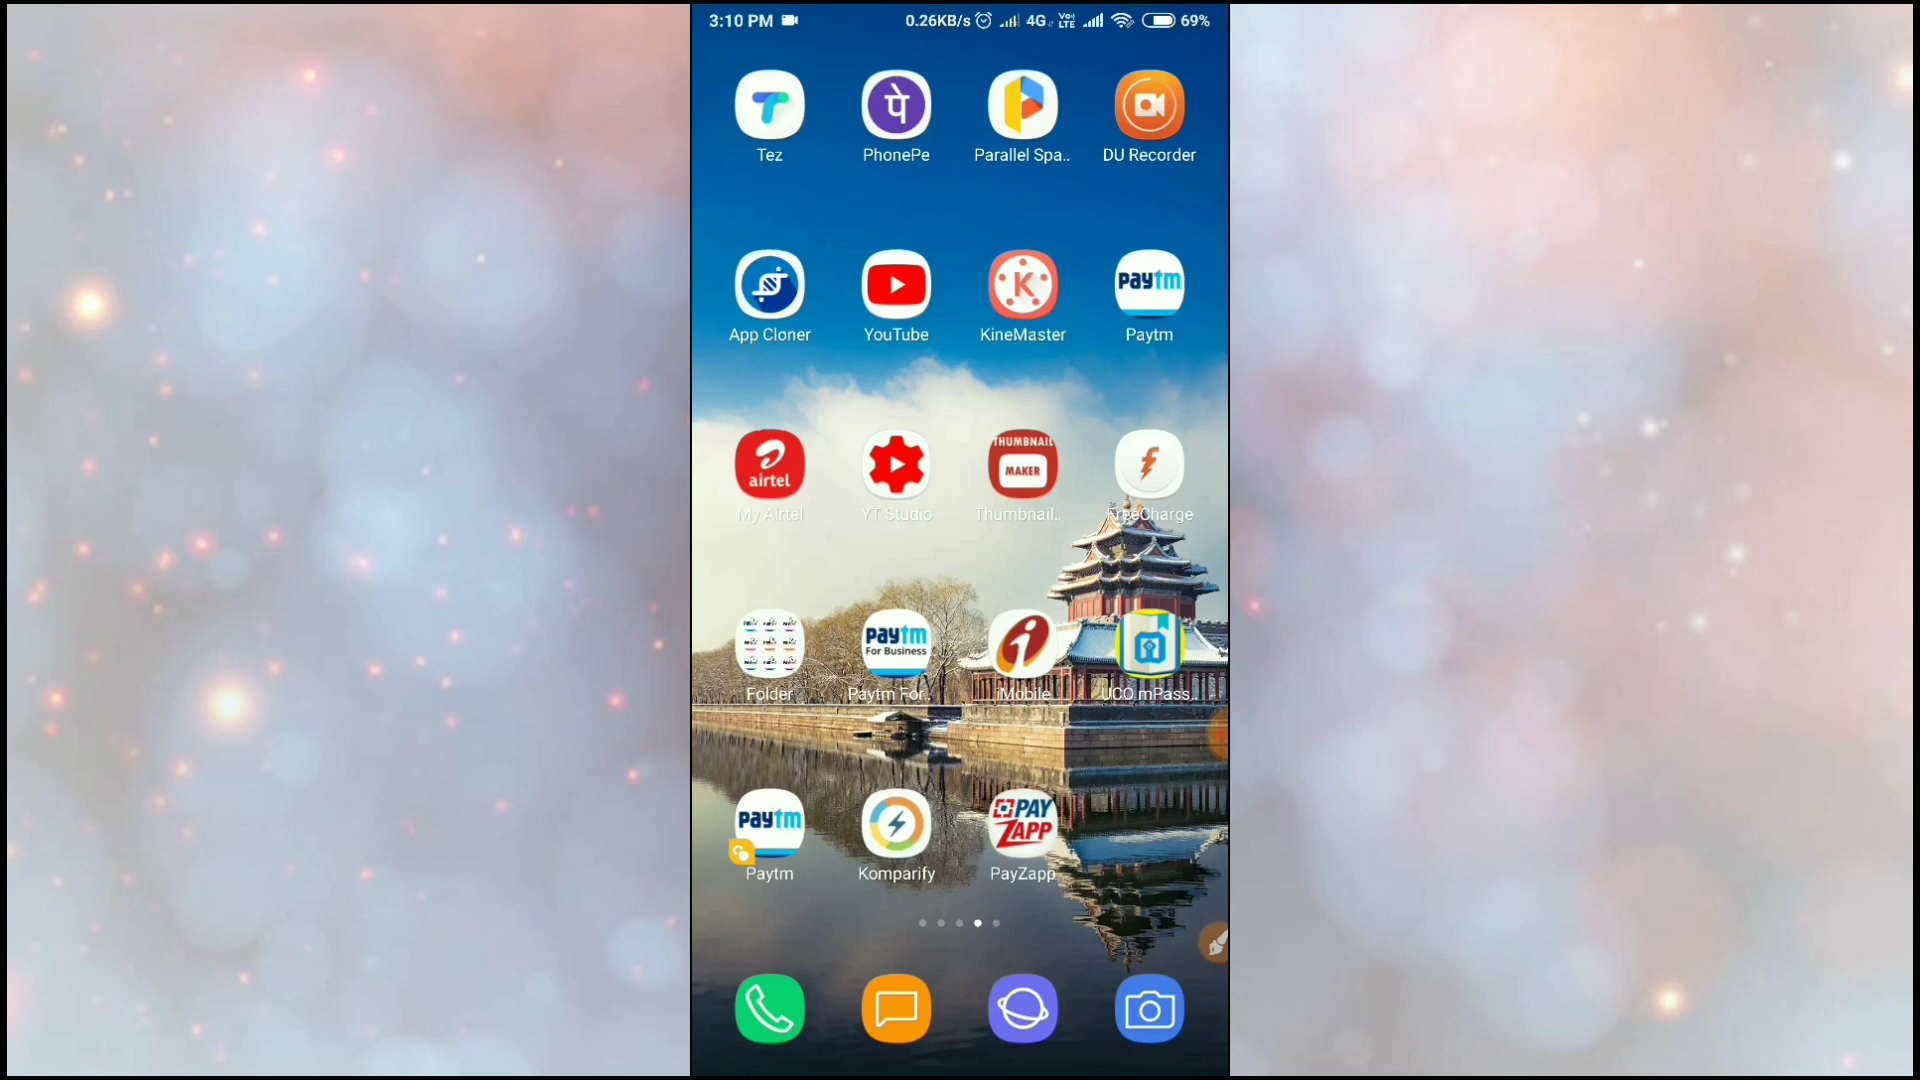 3:10 PM 0.26KB/s 4G Vo) LTE 69%
पे
Tez PhonePe Parallel Spa.. DU Recorder
K paytm
App Cloner YouTube KineMaster Paytm
airtel THUMBNAIL MAKER
My Airtel YT Studio Thumbnail.. FreeCharge
paytm For Business
Folder Paytm For.. iMobile UCO mPass..
paytm PAY ZAPP
Paytm Komparify PayZapp